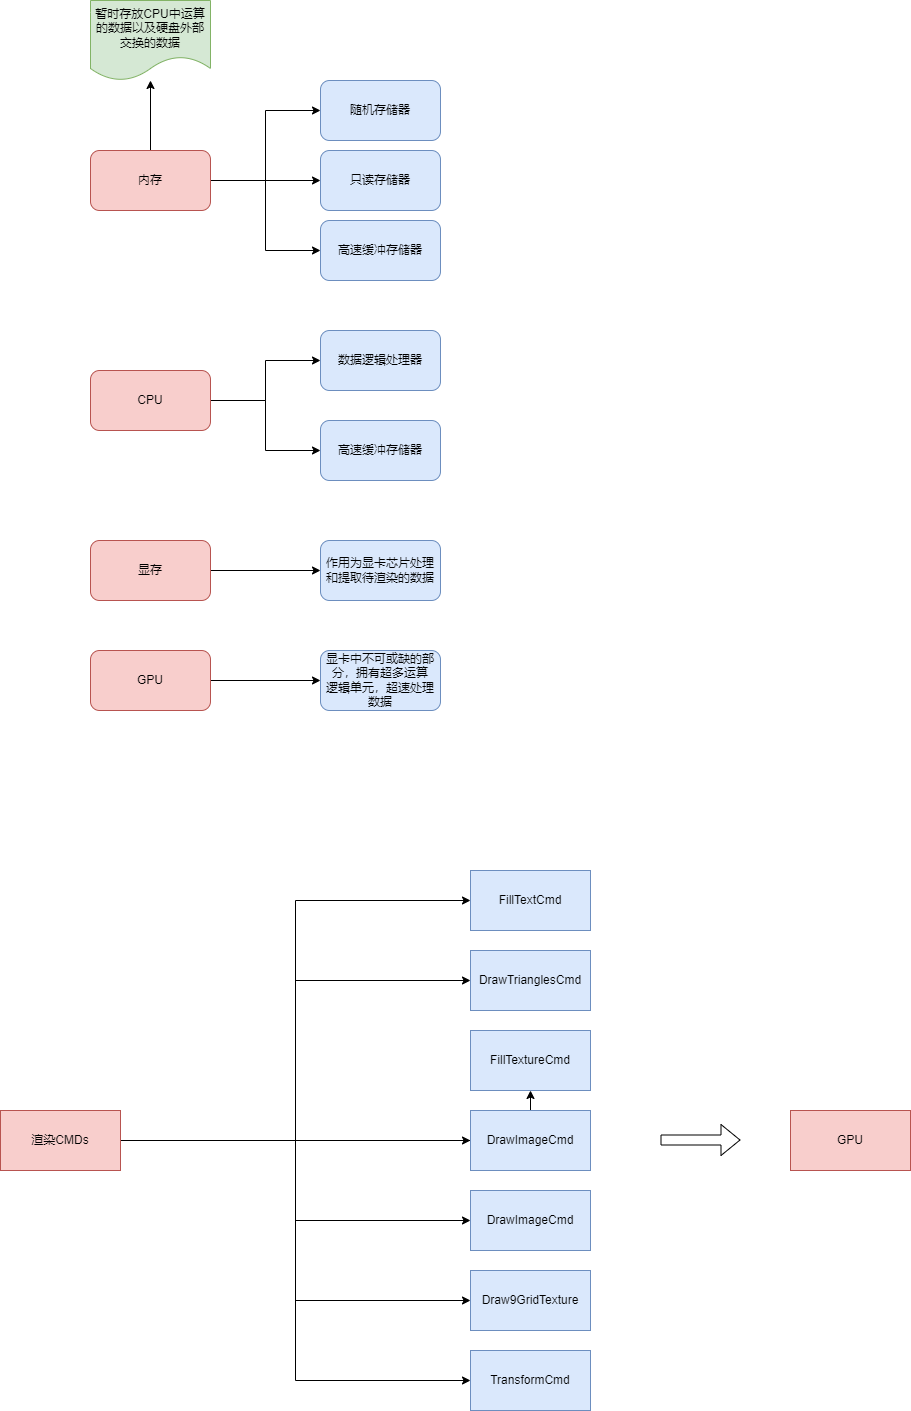 暂时存放CPU中运算
的数据以及硬盘外部
交换的数据
随机存储器
内存
只读存储器
高速缓冲存储器
数据逻辑处理器
CPU
高速缓冲存储器
显存
作用为显卡芯片处理
和提取待渲染的数据
GPU
显卡中不可或缺的部
分，拥有超多运算
逻辑单元，超速处理
数据
FillTextCmd
DrawTrianglesCmd
FillTextureCmd
渲染CMDs
DrawImageCmd
GPU
DrawImageCmd
Draw9GridTexture
TransformCmd